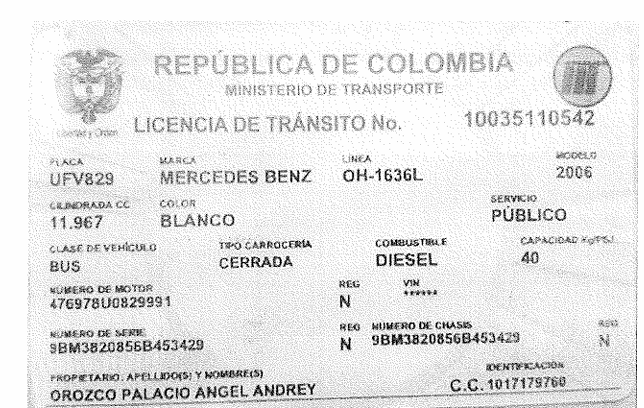 REPÚBLICA DE COLOMBIA
MINISTERIO DE TRANSPORTE
Libertad y Orden
LICENCIA DE TRÁNSITO No. 10035110542
PLACA MARCA LINEA MODELO
UFV829 MERCEDES BENZ OH-1636L 2006
CILINDRADA CC COLOR SERVICIO
11.967 BLANCO PÚBLICO
CLASE DE VEHÍCULO TIPO CARROCERÍA COMBUSTIBLE CAPACIDAD Kg/PSJ
BUS CERRADA DIESEL 40
NUMERO DE MOTOR REG VIN
476978U0829991 N ******
NUMERO DE SERIE REG NUMERO DE CHASIS REG
9BM3820856B453429 N 9BM3820856B453429 N
PROPIETARIO: APELLIDO(S) Y NOMBRE(S) IDENTIFICACIÓN
OROZCO PALACIO ANGEL ANDREY C.C. 1017179760